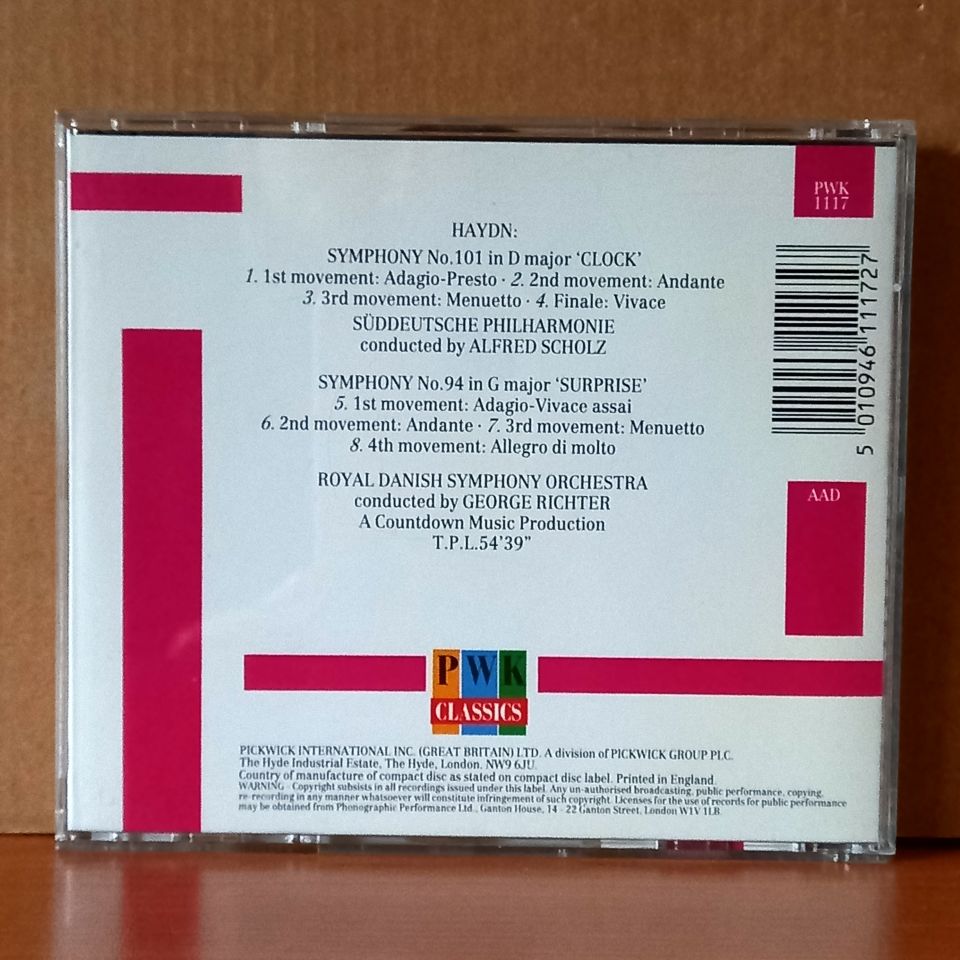 PWK
1117
HAYDN:
SYMPHONY No.101 in D major ‘CLOCK’
1. 1st movement: Adagio-Presto · 2. 2nd movement: Andante
3. 3rd movement: Menuetto · 4. Finale: Vivace
SÜDDEUTSCHE PHILHARMONIE
conducted by ALFRED SCHOLZ
SYMPHONY No.94 in G major ‘SURPRISE’
5. 1st movement: Adagio-Vivace assai
6. 2nd movement: Andante · 7. 3rd movement: Menuetto
8. 4th movement: Allegro di molto
ROYAL DANISH SYMPHONY ORCHESTRA
conducted by GEORGE RICHTER
A Countdown Music Production
T.P.L.54’39”
5 010946 111727
AAD
PWK
CLASSICS
PICKWICK INTERNATIONAL INC. (GREAT BRITAIN) LTD. A division of PICKWICK GROUP PLC.
The Hyde Industrial Estate, The Hyde, London. NW9 6JU.
Country of manufacture of compact disc as stated on compact disc label. Printed in England.
WARNING - Copyright subsists in all recordings issued under this label. Any un-authorised broadcasting, public performance, copying,
re-recording in any manner whatsoever will constitute infringement of such copyright. Licenses for the use of records for public performance
may be obtained from Phonographic Performance Ltd., Ganton House, 14 - 22 Ganton Street, London W1V 1LB.